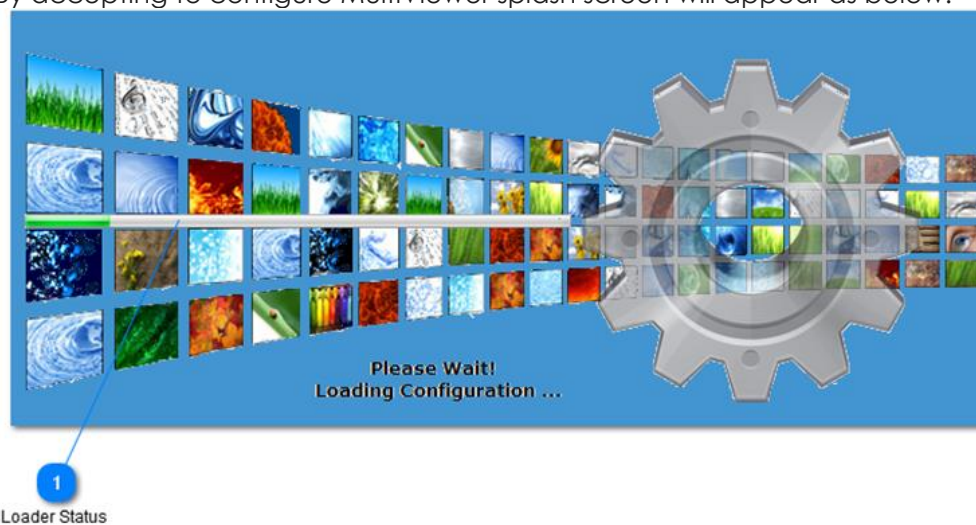 By accepting to configure MultiViewer splash screen will appear as below:
Please Wait!
Loading Configuration ...
1
Loader Status